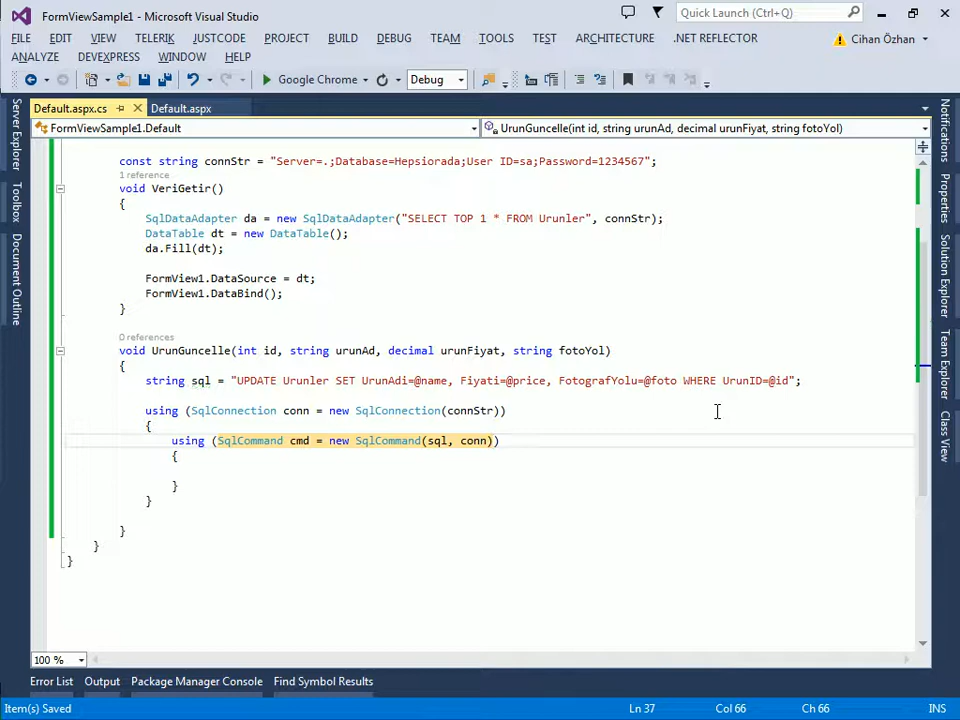 FormViewSample1 - Microsoft Visual Studio
Quick Launch (Ctrl+Q)
FILE EDIT VIEW TELERIK JUSTCODE PROJECT BUILD DEBUG TEAM TOOLS TEST ARCHITECTURE .NET REFLECTOR
Cihan Özhan
ANALYZE DEVEXPRESS WINDOW HELP
Google Chrome Debug
Default.aspx.cs Default.aspx
FormViewSample1.Default
UrunGuncelle(int id, string urunAd, decimal urunFiyat, string fotoYol)
const string connStr = "Server=.;Database=Hepsiorada;User ID=sa;Password=1234567";
1 reference
void VeriGetir()
{
SqlDataAdapter da = new SqlDataAdapter("SELECT TOP 1 * FROM Urunler", connStr);
DataTable dt = new DataTable();
da.Fill(dt);
FormView1.DataSource = dt;
FormView1.DataBind();
}
0 references
void UrunGuncelle(int id, string urunAd, decimal urunFiyat, string fotoYol)
{
string sql = "UPDATE Urunler SET UrunAdi=@name, Fiyati=@price, FotografYolu=@foto WHERE UrunID=@id";
using (SqlConnection conn = new SqlConnection(connStr))
{
using (SqlCommand cmd = new SqlCommand(sql, conn))
{
}
}
}
}
}
100 %
Error List Output Package Manager Console Find Symbol Results
Item(s) Saved
Ln 37 Col 66 Ch 66 INS
Server Explorer
Toolbox
Document Outline
Notifications
Properties
Solution Explorer
Team Explorer
Class View